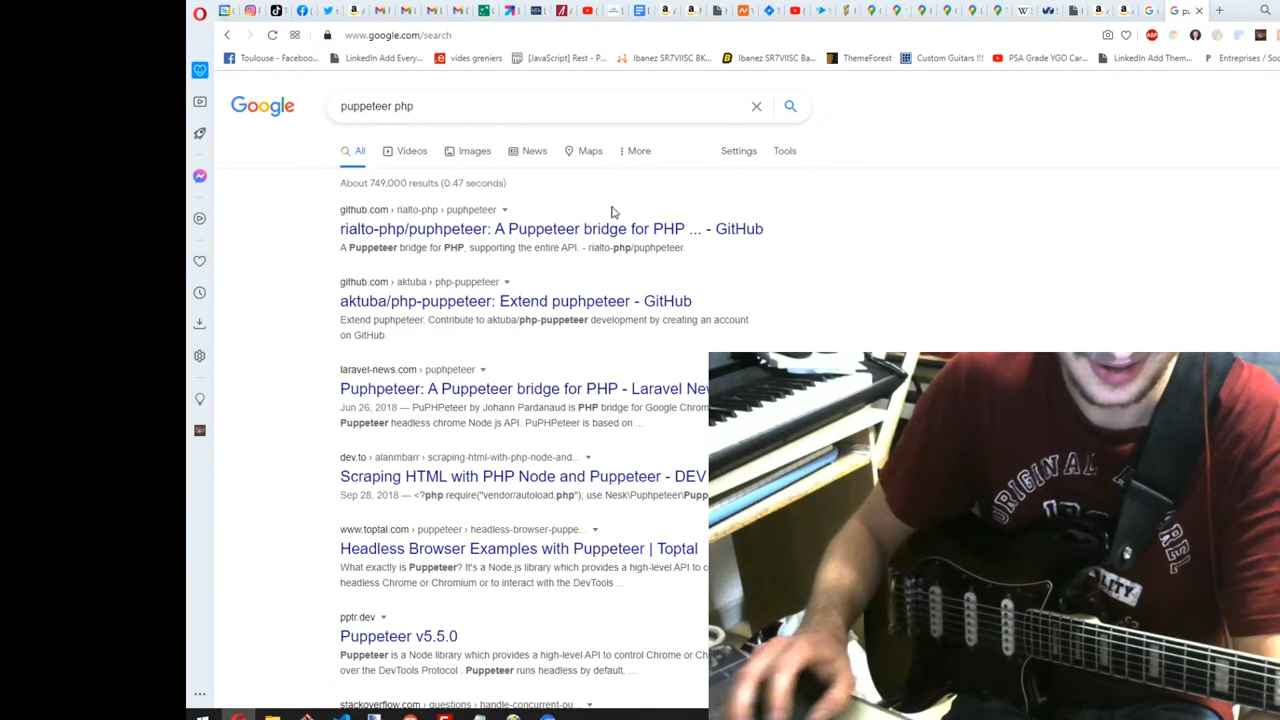 www.google.com/search
Toulouse - Faceboo...
LinkedIn Add Every...
vides greniers
[JavaScript] Rest - P...
Ibanez SR7VIISC BK...
Ibanez SR7VIISC Ba...
ThemeForest
Custom Guitars !!!
PSA Grade YGO Car...
LinkedIn Add Them...
Entreprises / Soc
Google
puppeteer php
All
Videos
Images
News
Maps
More
Settings
Tools
About 749,000 results (0.47 seconds)
github.com › rialto-php › puphpeteer
rialto-php/puphpeteer: A Puppeteer bridge for PHP ... - GitHub
A Puppeteer bridge for PHP, supporting the entire API. - rialto-php/puphpeteer.
github.com › aktuba › php-puppeteer
aktuba/php-puppeteer: Extend puphpeteer - GitHub
Extend puphpeteer. Contribute to aktuba/php-puppeteer development by creating an account
on GitHub.
laravel-news.com › puphpeteer
Puphpeteer: A Puppeteer bridge for PHP - Laravel New
Jun 26, 2018 — PuPHPeteer by Johann Pardanaud is PHP bridge for Google Chrom
Puppeteer headless chrome Node.js API. PuPHPeteer is based on ...
dev.to › alannmbarr › scraping-html-with-php-node-and...
Scraping HTML with PHP Node and Puppeteer - DEV
Sep 28, 2018 — <?php require("vendor/autoload.php"); use Nesk\Puphpeteer\Pupp
www.toptal.com › puppeteer › headless-browser-puppe...
Headless Browser Examples with Puppeteer | Toptal
What exactly is Puppeteer? It's a Node.js library which provides a high-level API to c
headless Chrome or Chromium or to interact with the DevTools ...
pptr.dev
Puppeteer v5.5.0
Puppeteer is a Node library which provides a high-level API to control Chrome or Ch
over the DevTools Protocol . Puppeteer runs headless by default, ...
stackoverflow.com › questions › handle-concurrent-pu...
ORIGINAL